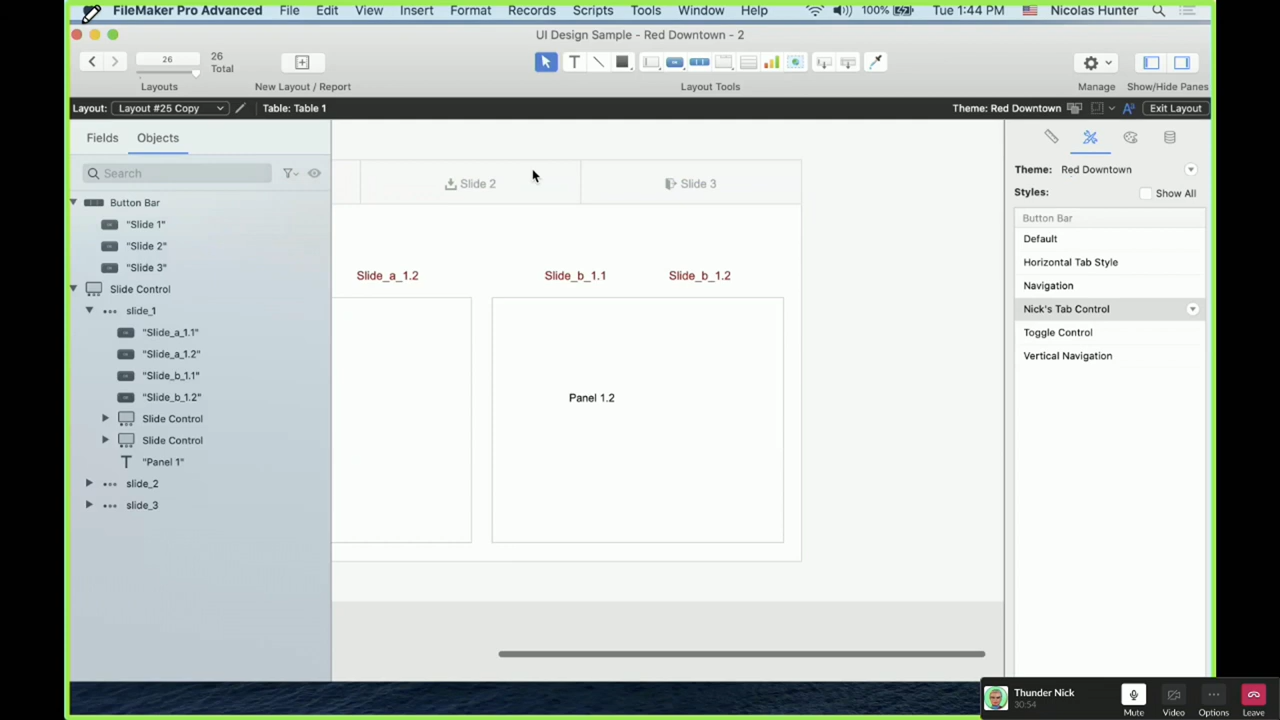 FileMaker Pro Advanced File Edit View Insert Format Records Scripts Tools Window Help 100% Tue 1:44 PM Nicolas Hunter
UI Design Sample - Red Downtown - 2
26
26
Total
Layouts
New Layout / Report
Layout Tools
Manage
Show/Hide Panes
Layout: Layout #25 Copy Table: Table 1 Theme: Red Downtown Exit Layout
Fields Objects
Search
Button Bar
"Slide 1"
"Slide 2"
"Slide 3"
Slide Control
slide_1
"Slide_a_1.1"
"Slide_a_1.2"
"Slide_b_1.1"
"Slide_b_1.2"
Slide Control
Slide Control
"Panel 1"
slide_2
slide_3
Slide 2 Slide 3
Slide_a_1.2 Slide_b_1.1 Slide_b_1.2
Panel 1.2
Theme: Red Downtown
Styles: Show All
Button Bar
Default
Horizontal Tab Style
Navigation
Nick's Tab Control
Toggle Control
Vertical Navigation
Thunder Nick
30:54
Mute Video Options Leave